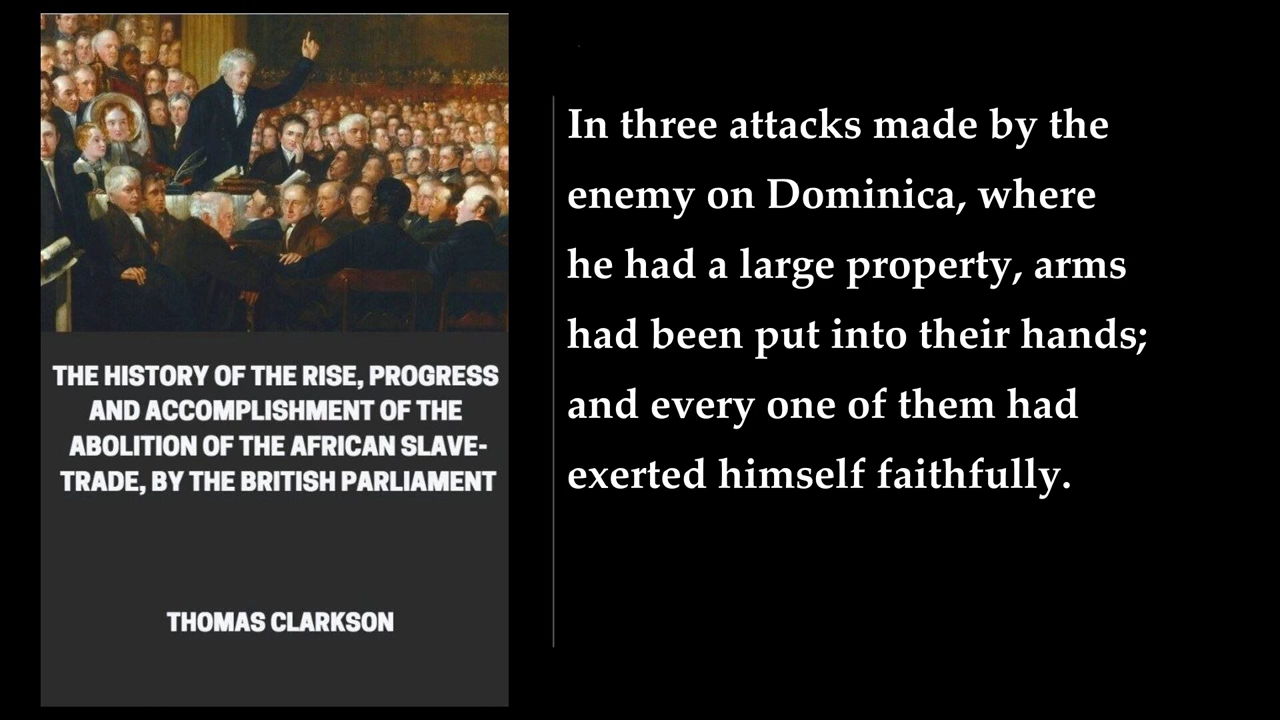 THE HISTORY OF THE RISE, PROGRESS
AND ACCOMPLISHMENT OF THE
ABOLITION OF THE AFRICAN SLAVE-
TRADE, BY THE BRITISH PARLIAMENT
THOMAS CLARKSON
In three attacks made by the
enemy on Dominica, where
he had a large property, arms
had been put into their hands;
and every one of them had
exerted himself faithfully.